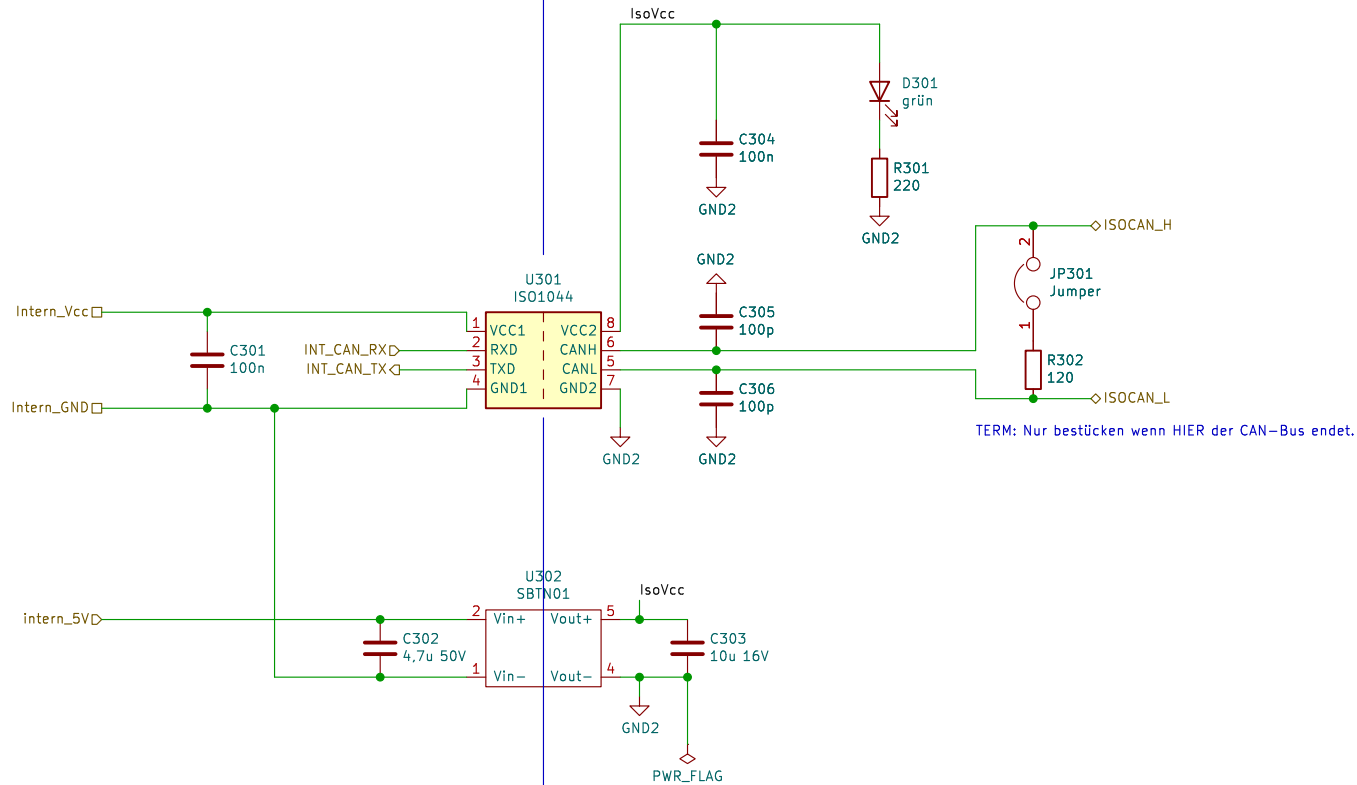 IsoVcc
D301
grün
C304
100n
GND2
R301
220
GND2
ISOCAN_H
2
JP301
Jumper
1
R302
120
ISOCAN_L
TERM: Nur bestücken wenn HIER der CAN-Bus endet.
GND2
C305
100p
C306
100p
GND2
U301
ISO1044
Intern_Vcc
C301
100n
INT_CAN_RX
INT_CAN_TX
Intern_GND
1 VCC1 VCC2 8
2 RXD CANH 6
3 TXD CANL 5
4 GND1 GND2 7
GND2
U302
SBTN01
IsoVcc
intern_5V
C302
4,7u 50V
2 Vin+ Vout+ 5
1 Vin- Vout- 4
C303
10u 16V
GND2
PWR_FLAG